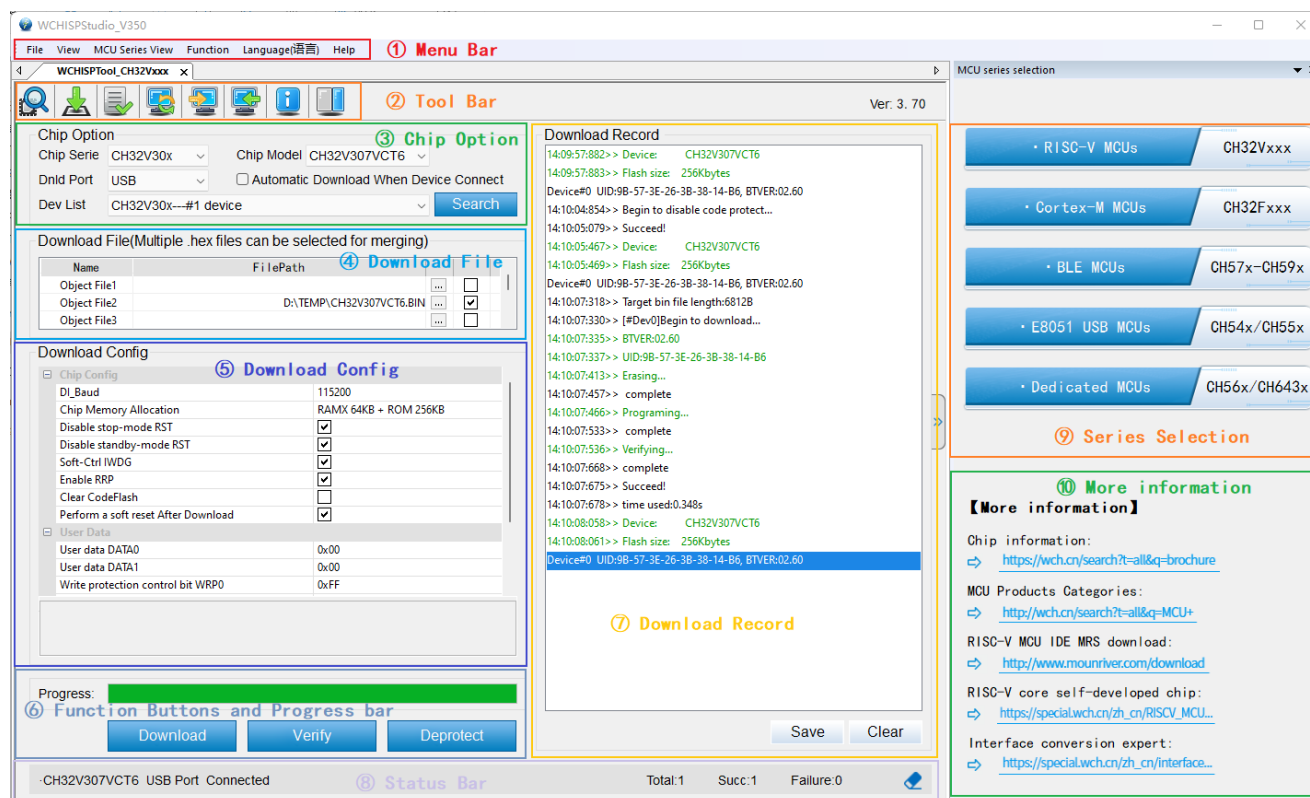 WCHISPStudio_V350
File View MCU Series View Function Language(语言) Help ① Menu Bar
WCHISPTool_CH32Vxxx x
② Tool Bar
Ver: 3.70
Chip Option
③ Chip Option
Chip Serie CH32V30x Chip Model CH32V307VCT6
Dnld Port USB Automatic Download When Device Connect
Dev List CH32V30x---#1 device Search
Download File(Multiple .hex files can be selected for merging)
④ Download File
Name FilePath
Object File1 ...
Object File2 D:\TEMP\CH32V307VCT6.BIN ...
Object File3 ...
Download Config
⑤ Download Config
Chip Config
DI_Baud 115200
Chip Memory Allocation RAMX 64KB + ROM 256KB
Disable stop-mode RST
Disable standby-mode RST
Soft-Ctrl IWDG
Enable RRP
Clear CodeFlash
Perform a soft reset After Download
User Data
User data DATA0 0x00
User data DATA1 0x00
Write protection control bit WRP0 0xFF
Progress:
⑥ Function Buttons and Progress bar
Download Verify Deprotect
Download Record
14:09:57:882>> Device: CH32V307VCT6
14:09:57:883>> Flash size: 256Kbytes
Device#0 UID:9B-57-3E-26-3B-38-14-B6, BTVER:02.60
14:10:04:854>> Begin to disable code protect...
14:10:05:079>> Succeed!
14:10:05:467>> Device: CH32V307VCT6
14:10:05:469>> Flash size: 256Kbytes
Device#0 UID:9B-57-3E-26-3B-38-14-B6, BTVER:02.60
14:10:07:318>> Target bin file length:6812B
14:10:07:330>> [#Dev0]Begin to download...
14:10:07:335>> BTVER:02.60
14:10:07:337>> UID:9B-57-3E-26-3B-38-14-B6
14:10:07:413>> Erasing...
14:10:07:457>> complete
14:10:07:466>> Programing...
14:10:07:533>> complete
14:10:07:536>> Verifying...
14:10:07:668>> complete
14:10:07:675>> Succeed!
14:10:07:678>> time used:0.348s
14:10:08:058>> Device: CH32V307VCT6
14:10:08:061>> Flash size: 256Kbytes
Device#0 UID:9B-57-3E-26-3B-38-14-B6, BTVER:02.60
⑦ Download Record
Save Clear
·CH32V307VCT6 USB Port Connected ⑧ Status Bar Total:1 Succ:1 Failure:0
MCU series selection
· RISC-V MCUs CH32Vxxx
· Cortex-M MCUs CH32Fxxx
· BLE MCUs CH57x-CH59x
· E8051 USB MCUs CH54x/CH55x
· Dedicated MCUs CH56x/CH643x
⑨ Series Selection
⑩ More information
【More information】
Chip information:
⇨ https://wch.cn/search?t=all&q=brochure
MCU Products Categories:
⇨ http://wch.cn/search?t=all&q=MCU+
RISC-V MCU IDE MRS download:
⇨ http://www.mounriver.com/download
RISC-V core self-developed chip:
⇨ https://special.wch.cn/zh_cn/RISCV_MCU...
Interface conversion expert:
⇨ https://special.wch.cn/zh_cn/interface...